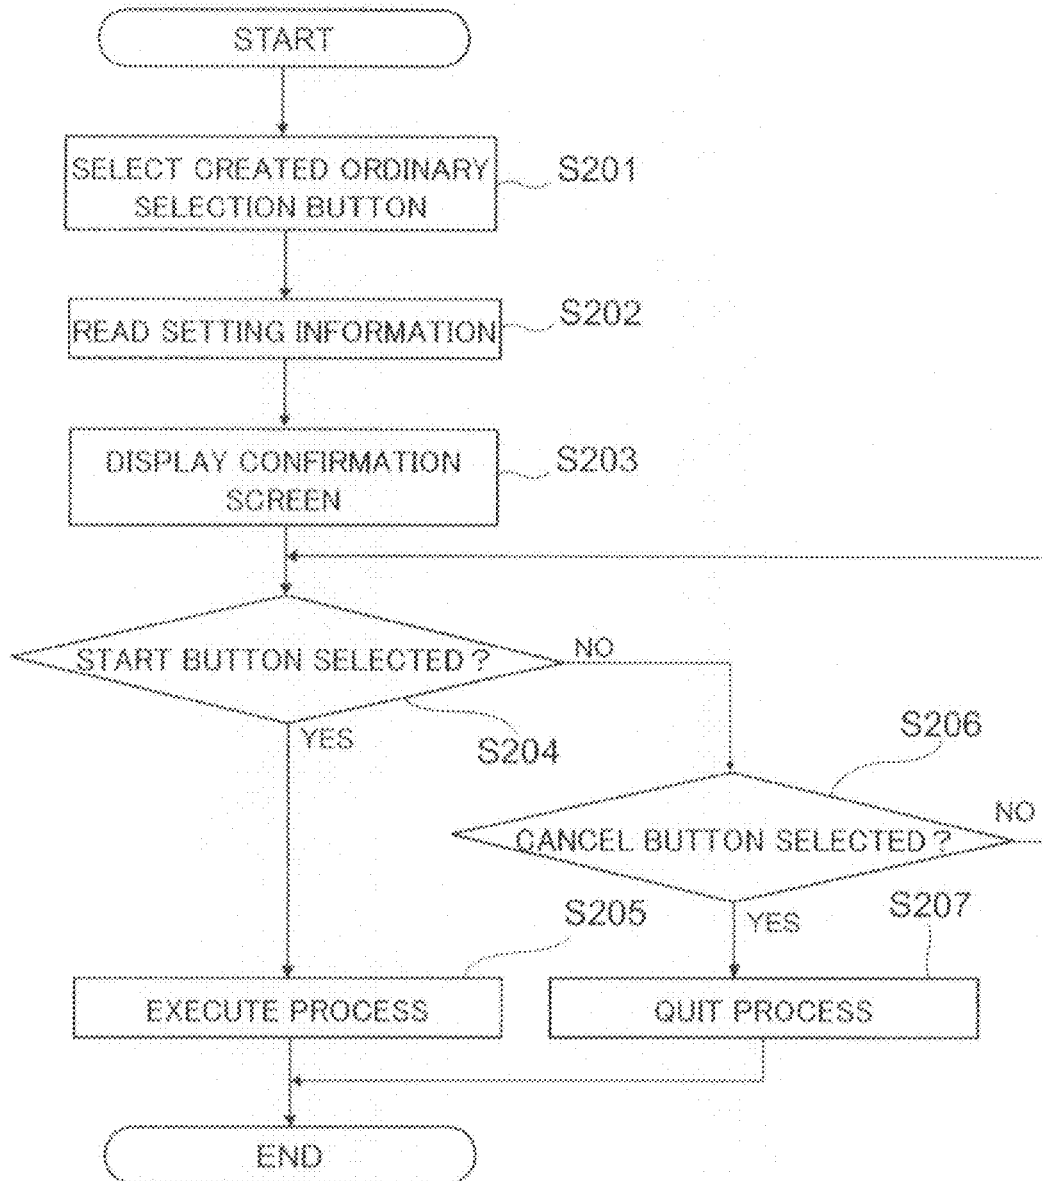 START
SELECT CREATED ORDINARY
SELECTION BUTTON
S201
READ SETTING INFORMATION
S202
DISPLAY CONFIRMATION
SCREEN
S203
START BUTTON SELECTED?
NO
YES
S204
S206
CANCEL BUTTON SELECTED?
NO
YES
S205
S207
EXECUTE PROCESS
QUIT PROCESS
END